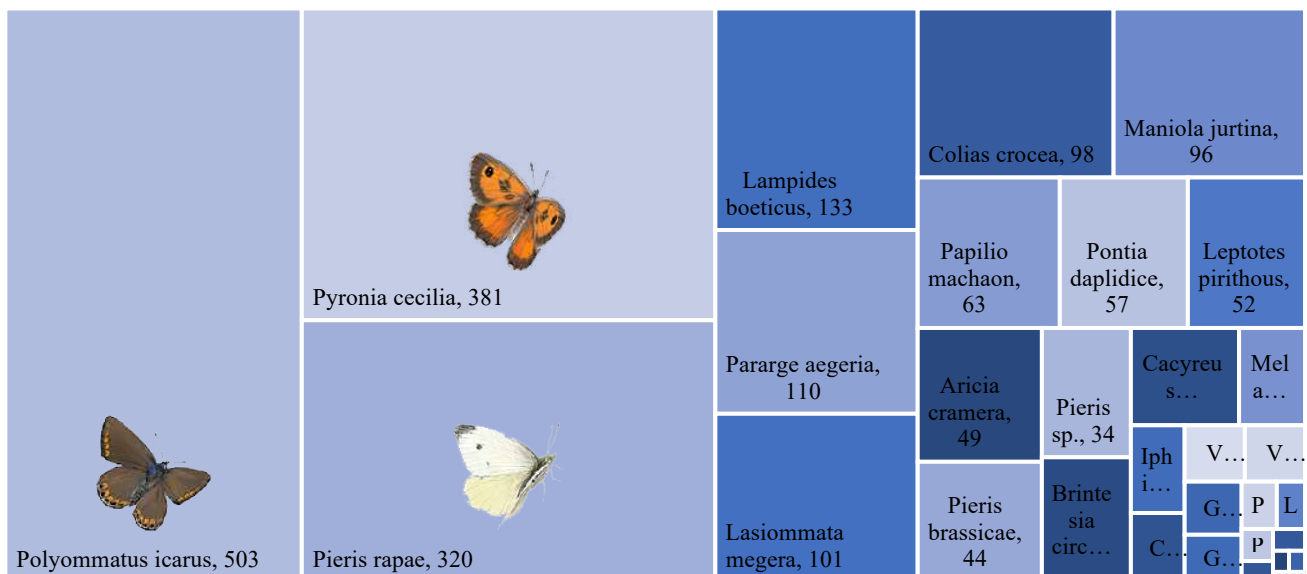 Polyommatus icarus, 503
Pyronia cecilia, 381
Pieris rapae, 320
Lampides
boeticus, 133
Pararge aegeria,
110
Lasiommata
megera, 101
Colias crocea, 98
Maniola jurtina,
96
Papilio
machaon,
63
Pontia
daplidice,
57
Leptotes
pirithous,
52
Aricia
cramera,
49
Pieris
brassicae,
44
Pieris
sp., 34
Brinte
sia
circ...
Cacyreu
s...
Mel
a...
Iph
i...
C...
V...
V...
G...
G...
P
L
P